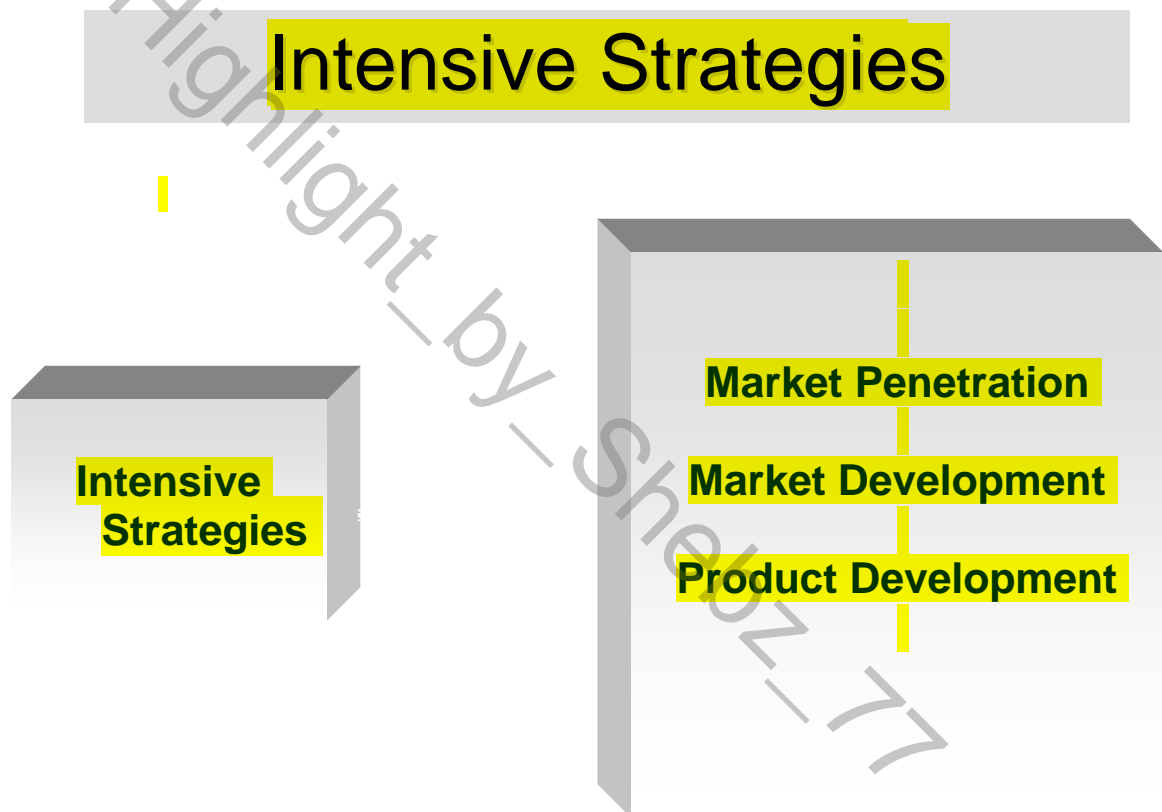 Intensive Strategies
Intensive
Strategies
Market Penetration
Market Development
Product Development
Highlight_by_Shebz_77